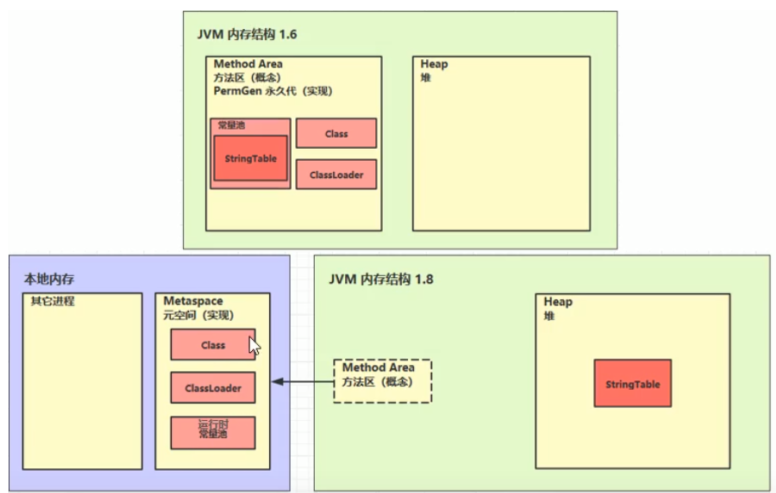 JVM 内存结构 1.6
Method Area
方法区（概念）
PermGen 永久代（实现）
常量池
StringTable
Class
ClassLoader
Heap
堆
本地内存
其它进程
Metaspace
元空间（实现）
Class
ClassLoader
运行时
常量池
JVM 内存结构 1.8
Method Area
方法区（概念）
Heap
堆
StringTable